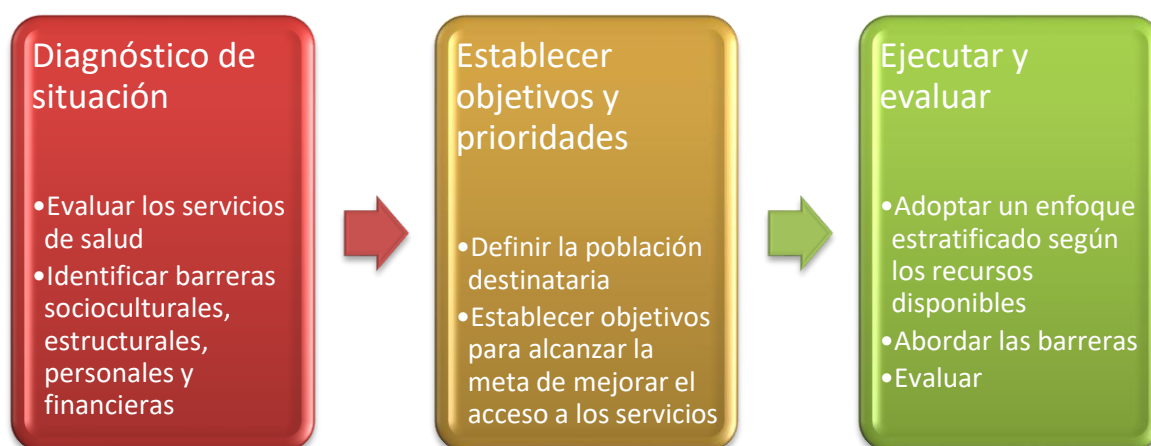 Diagnóstico de
situación
•Evaluar los servicios
de salud
•Identificar barreras
socioculturales,
estructurales,
personales y
financieras
Establecer
objetivos y
prioridades
•Definir la población
destinataria
•Establecer objetivos
para alcanzar la
meta de mejorar el
acceso a los servicios
Ejecutar y
evaluar
•Adoptar un enfoque
estratificado según
los recursos
disponibles
•Abordar las barreras
•Evaluar